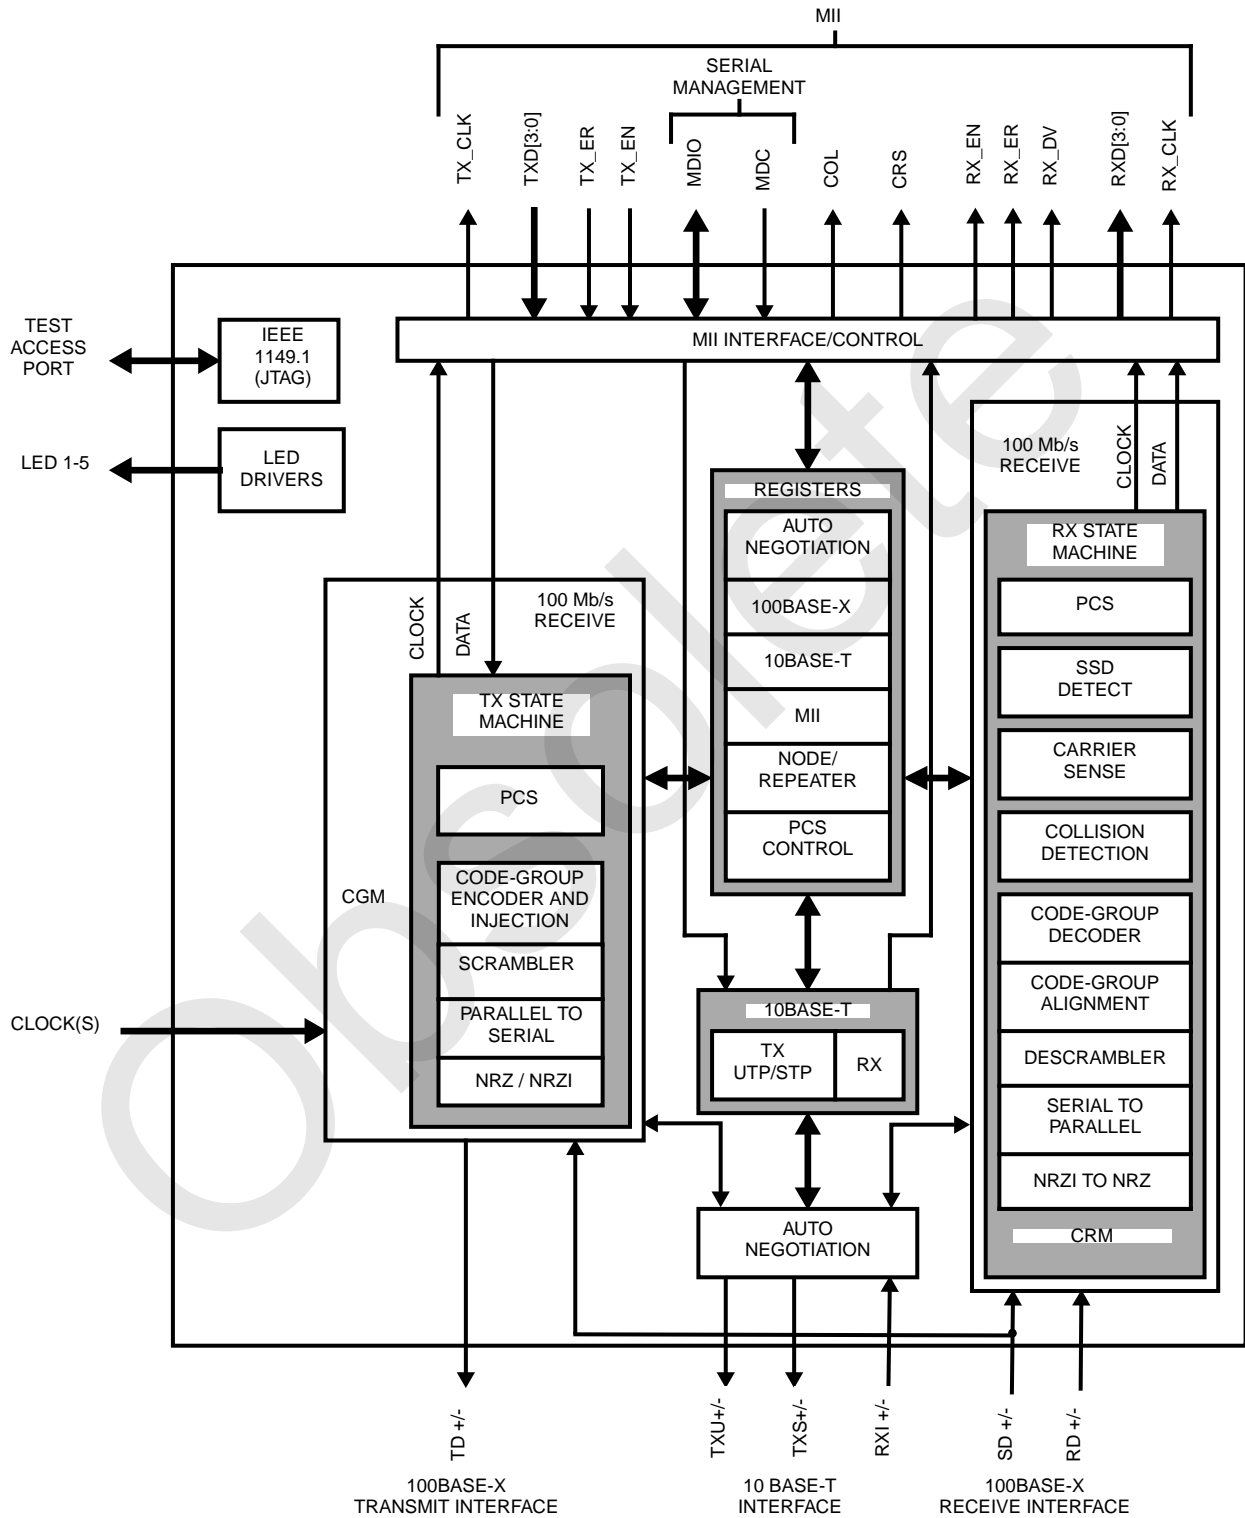 MII
SERIAL
MANAGEMENT
TX_CLK
TXD[3:0]
TX_ER
TX_EN
MDIO
MDC
COL
CRS
RX_EN
RX_ER
RX_DV
RXD[3:0]
RX_CLK
MII INTERFACE/CONTROL
TEST
ACCESS
PORT
IEEE
1149.1
(JTAG)
LED 1-5
LED
DRIVERS
100 Mb/s
RECEIVE
CLOCK
DATA
REGISTERS
AUTO
NEGOTIATION
100BASE-X
10BASE-T
MII
NODE/
REPEATER
PCS
CONTROL
RX STATE
MACHINE
PCS
SSD
DETECT
CARRIER
SENSE
COLLISION
DETECTION
CODE-GROUP
DECODER
CODE-GROUP
ALIGNMENT
DESCRAMBLER
SERIAL TO
PARALLEL
NRZI TO NRZ
CRM
100 Mb/s
RECEIVE
CLOCK
DATA
TX STATE
MACHINE
PCS
CGM
CODE-GROUP
ENCODER AND
INJECTION
SCRAMBLER
PARALLEL TO
SERIAL
NRZ / NRZI
CLOCK(S)
10BASE-T
TX
UTP/STP
RX
AUTO
NEGOTIATION
TD +/-
TXU+/-
TXS+/-
RXI +/-
SD +/-
RD +/-
100BASE-X
TRANSMIT INTERFACE
10 BASE-T
INTERFACE
100BASE-X
RECEIVE INTERFACE
Obsolete